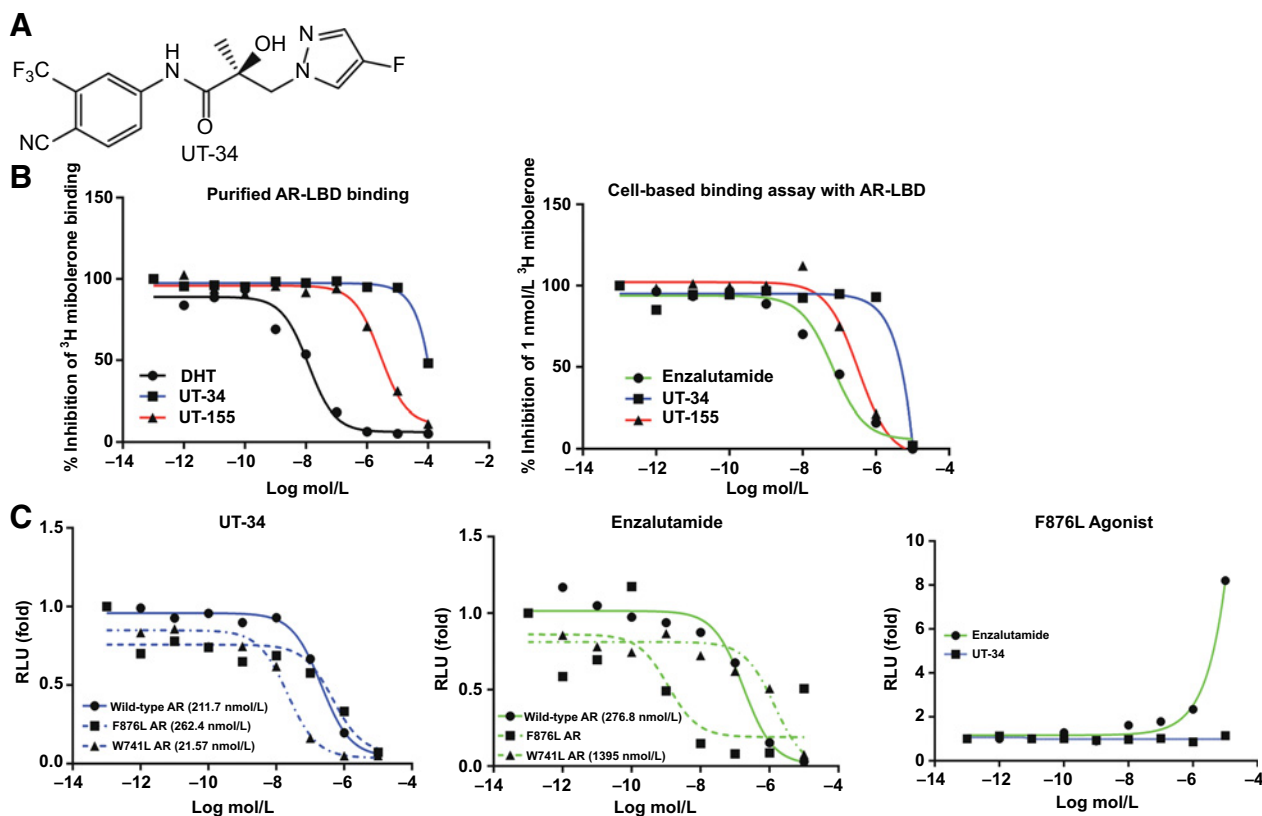 A
F₃C
NC
H
N
O
OH
N
N
F
UT-34
B
Purified AR-LBD binding
% Inhibition of ³H mibolerone binding
150
100
50
0
DHT
UT-34
UT-155
–14
–12
–10
–8
–6
–4
–2
Log mol/L
Cell-based binding assay with AR-LBD
% Inhibition of 1 nmol/L ³H mibolerone
150
100
50
0
Enzalutamide
UT-34
UT-155
–14
–12
–10
–8
–6
–4
Log mol/L
C
UT-34
RLU (fold)
1.5
1.0
0.5
0.0
Wild-type AR (211.7 nmol/L)
F876L AR (262.4 nmol/L)
W741L AR (21.57 nmol/L)
–14
–12
–10
–8
–6
–4
Log mol/L
Enzalutamide
RLU (fold)
1.5
1.0
0.5
0.0
Wild-type AR (276.8 nmol/L)
F876L AR
W741L AR (1395 nmol/L)
–14
–12
–10
–8
–6
–4
Log mol/L
F876L Agonist
RLU (fold)
10
8
6
4
2
0
Enzalutamide
UT-34
–14
–12
–10
–8
–6
–4
Log mol/L